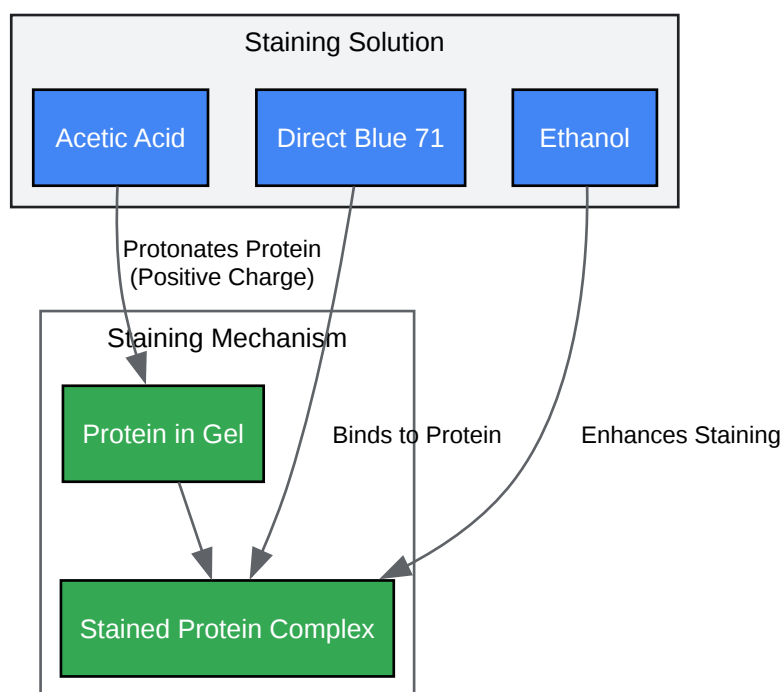 Staining Solution
Acetic Acid
Direct Blue 71
Ethanol
Protonates Protein
(Positive Charge)
Staining Mechanism
Protein in Gel
Binds to Protein
Enhances Staining
Stained Protein Complex